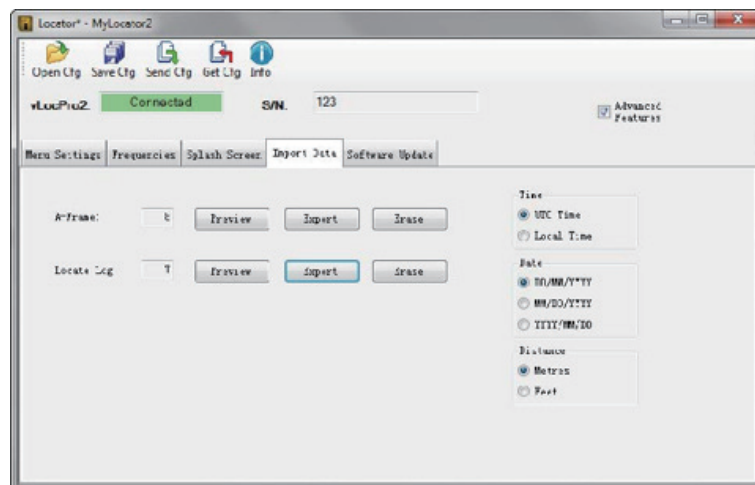 Locator* - MyLocator2
Open Cfg Save Cfg Send Cfg Get Cfg Info
vLocPro2. Connected S/N. 123
Advanced
Features
Menu Settings Frequencies Splash Screen Import Data Software Update
A-Frame: Preview Export Erase
Locate Log 7 Preview Export Erase
Time
UTC Time
Local Time
Date
DD/MM/YYYY
MM/DD/YYYY
YYYY/MM/DD
Distance
Metres
Feet